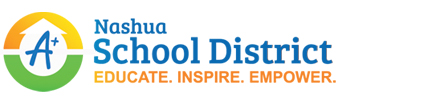 A+
Nashua
School District
EDUCATE. INSPIRE. EMPOWER.